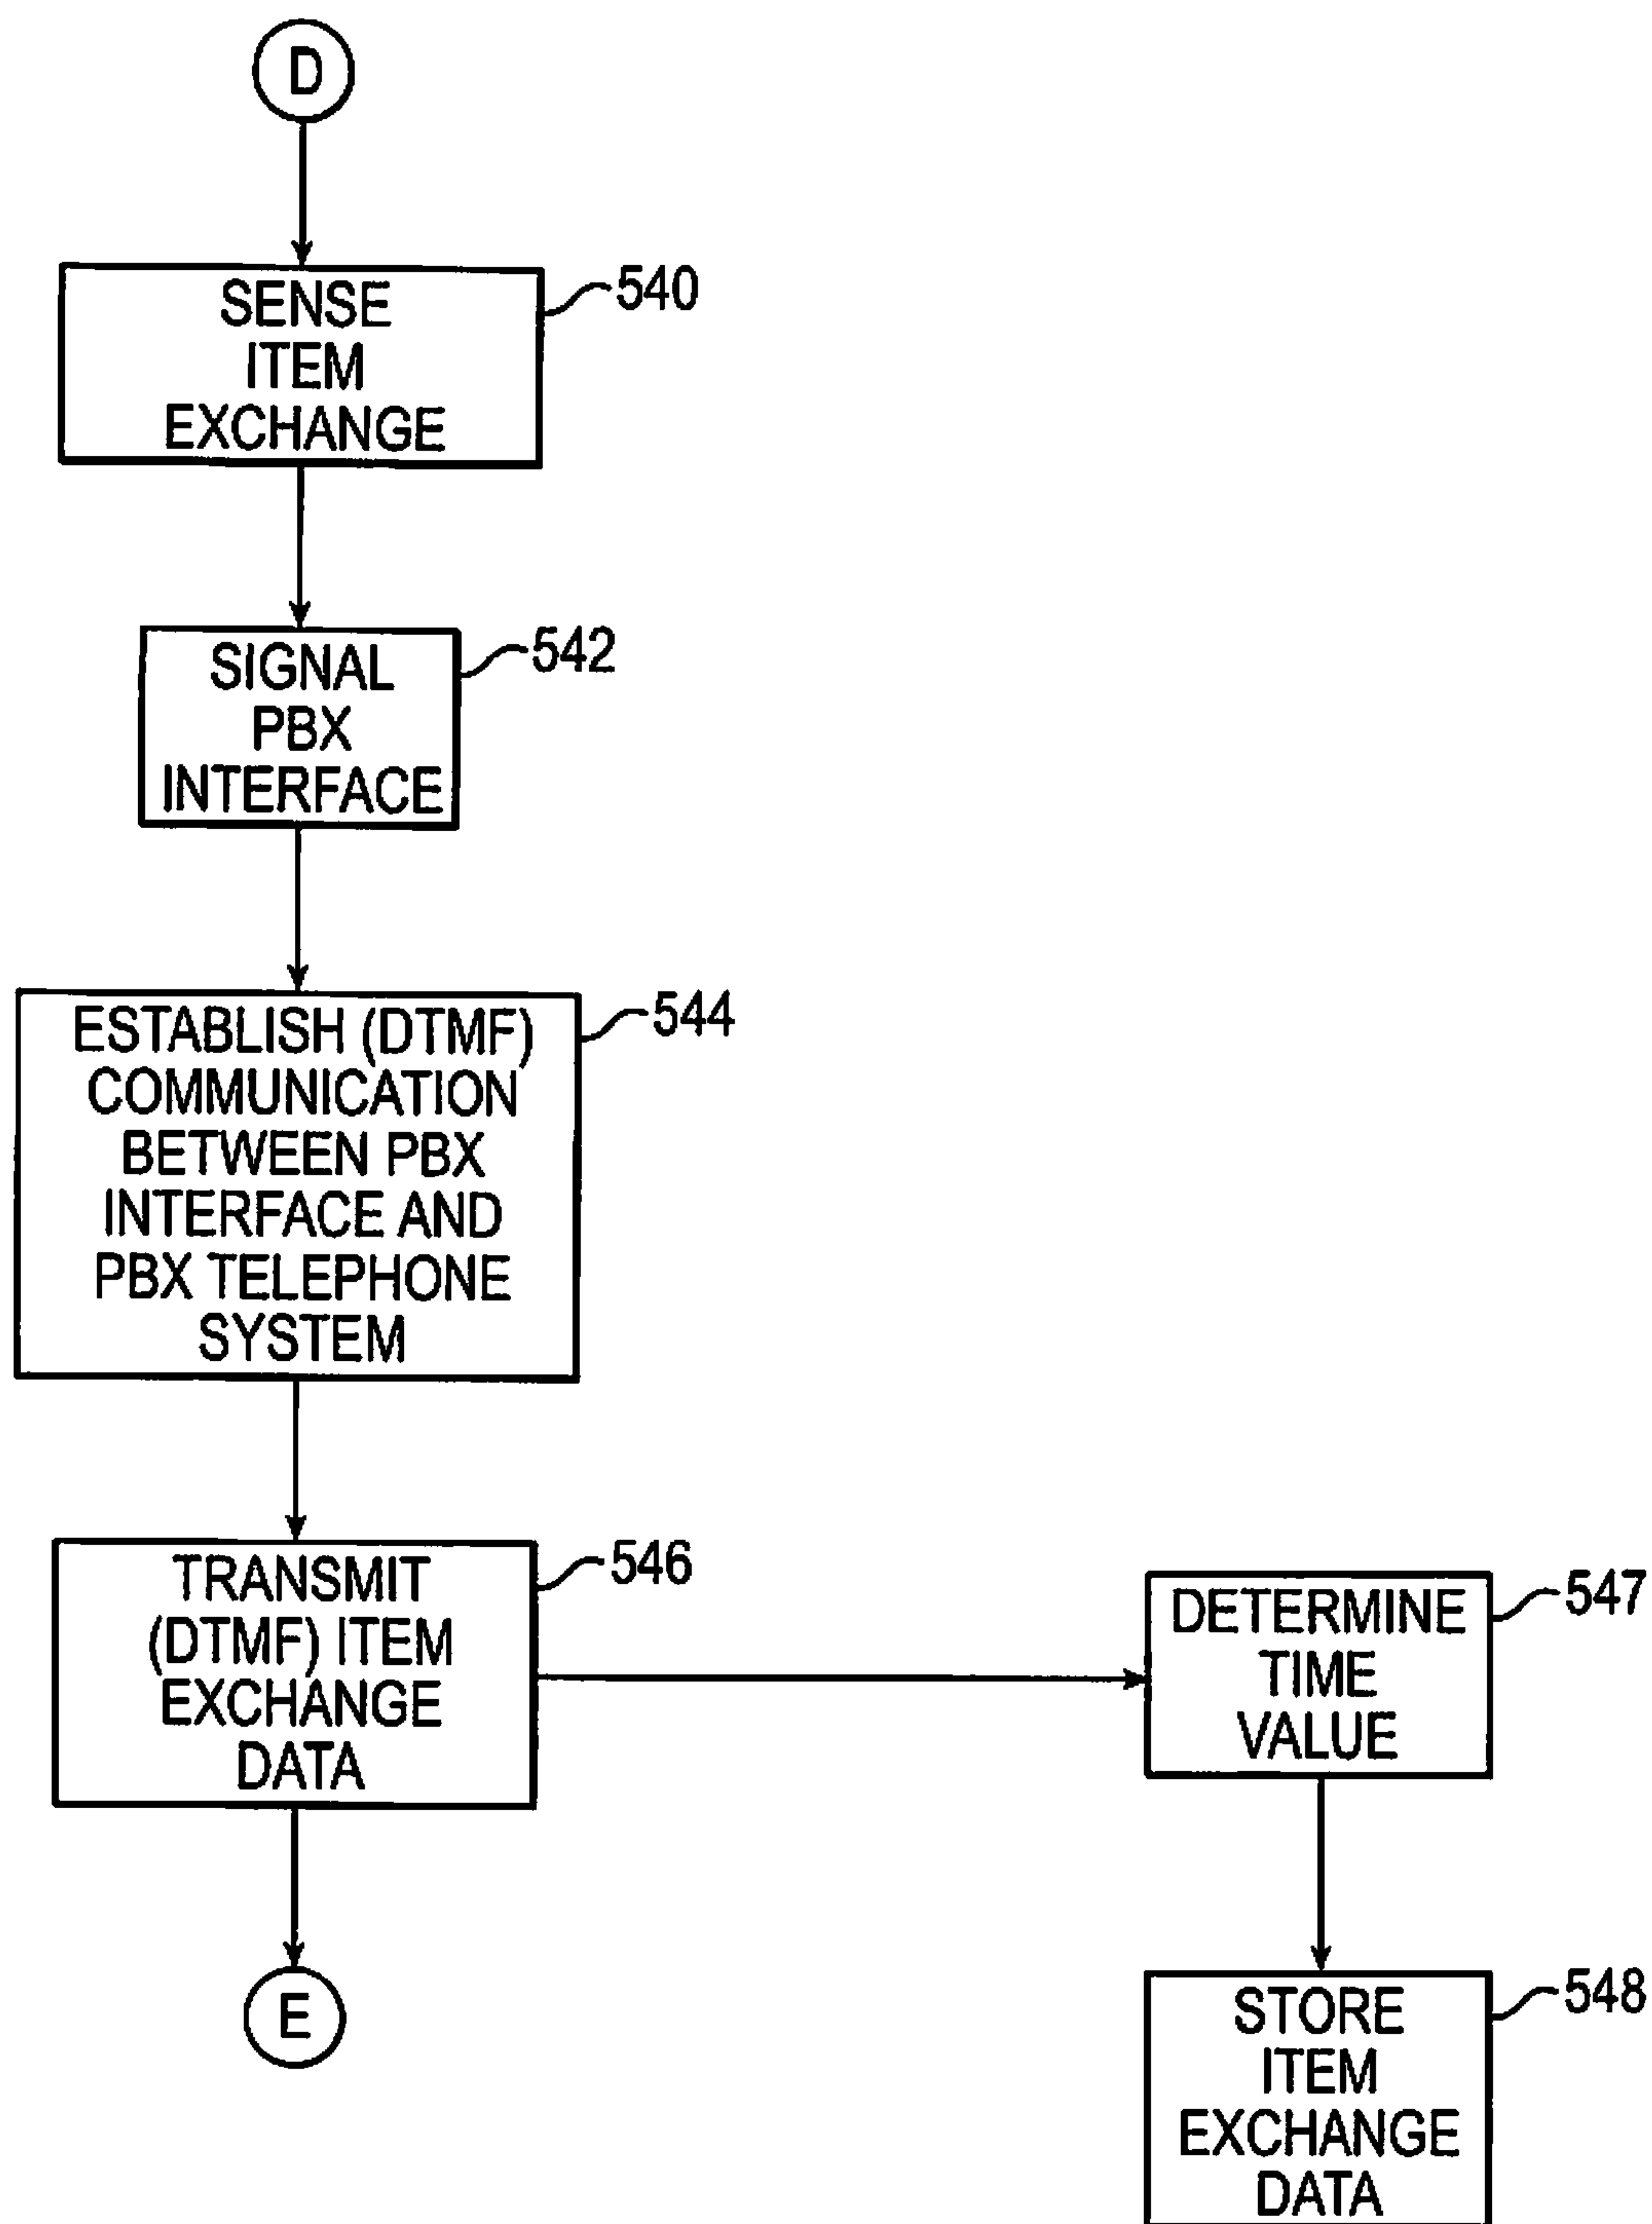 D
SENSE
ITEM
EXCHANGE
540
SIGNAL
PBX
INTERFACE
542
ESTABLISH (DTMF)
COMMUNICATION
BETWEEN PBX
INTERFACE AND
PBX TELEPHONE
SYSTEM
544
TRANSMIT
(DTMF) ITEM
EXCHANGE
DATA
546
DETERMINE
TIME
VALUE
547
E
STORE
ITEM
EXCHANGE
DATA
548